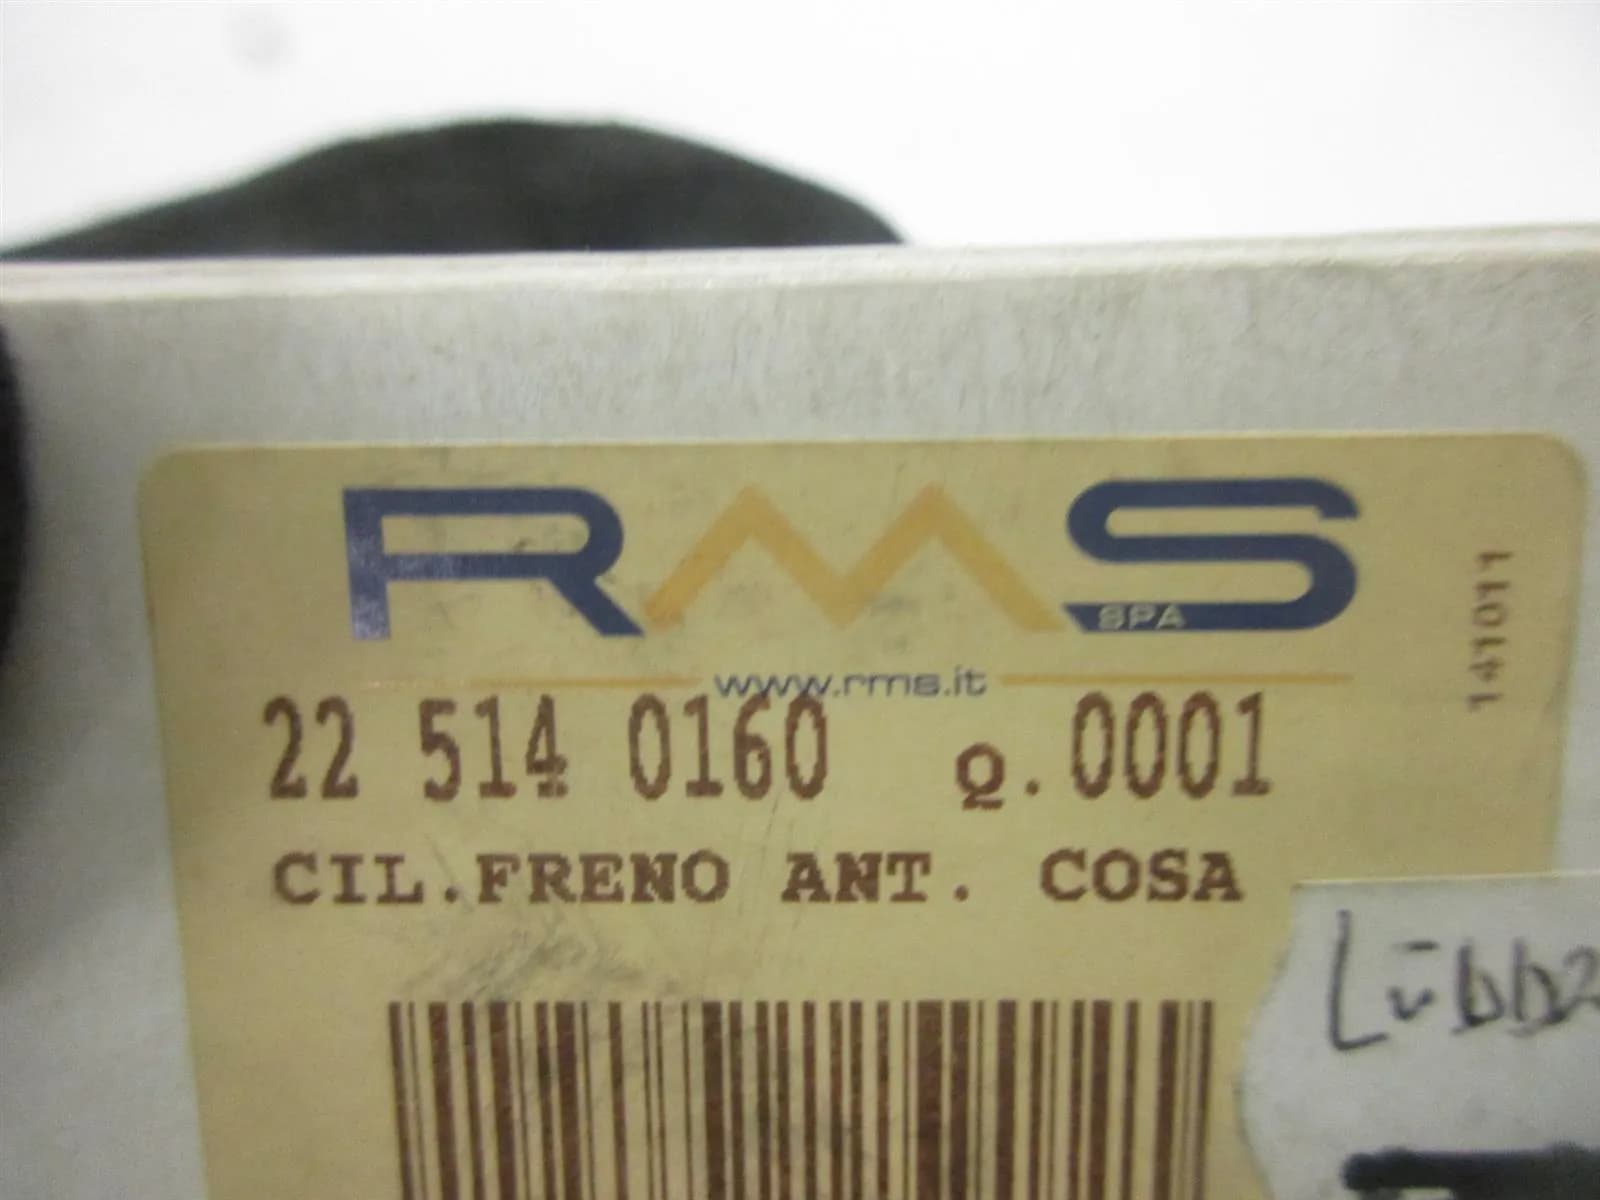 RMS
SPA
www.rms.it
141011
22 514 0160 Q.0001
CIL.FRENO ANT. COSA